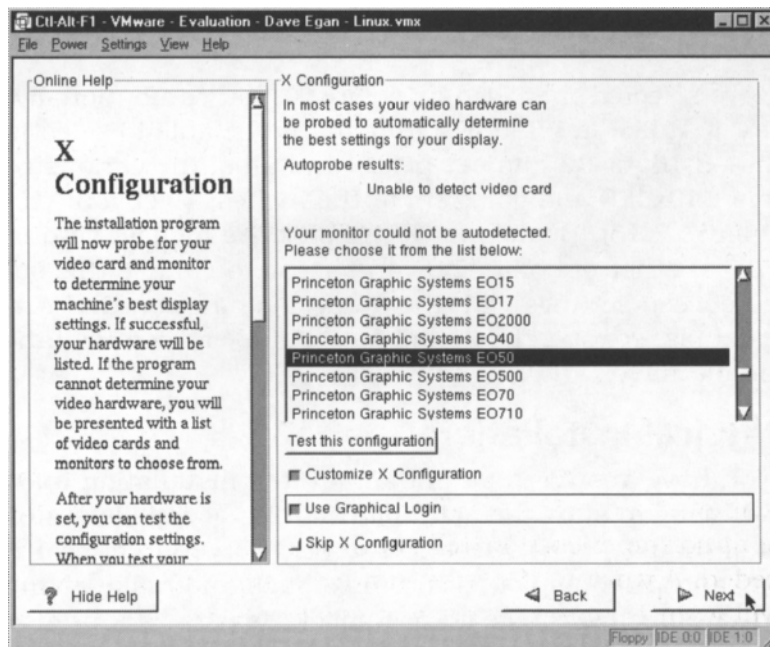 Ctl-Alt-F1 - VMware - Evaluation - Dave Egan - Linux.vmx
File Power Settings View Help
Online Help
X
Configuration
The installation program
will now probe for your
video card and monitor
to determine your
machine's best display
settings. If successful,
your hardware will be
listed. If the program
cannot determine your
video hardware, you will
be presented with a list
of video cards and
monitors to choose from.
After your hardware is
set, you can test the
configuration settings.
When you test your
X Configuration
In most cases your video hardware can
be probed to automatically determine
the best settings for your display.
Autoprobe results:
Unable to detect video card
Your monitor could not be autodetected.
Please choose it from the list below:
Princeton Graphic Systems EO15
Princeton Graphic Systems EO17
Princeton Graphic Systems EO2000
Princeton Graphic Systems EO40
Princeton Graphic Systems EO50
Princeton Graphic Systems EO500
Princeton Graphic Systems EO70
Princeton Graphic Systems EO710
Test this configuration
Customize X Configuration
Use Graphical Login
Skip X Configuration
? Hide Help
Back
Next
Floppy IDE 0:0 IDE 1:0